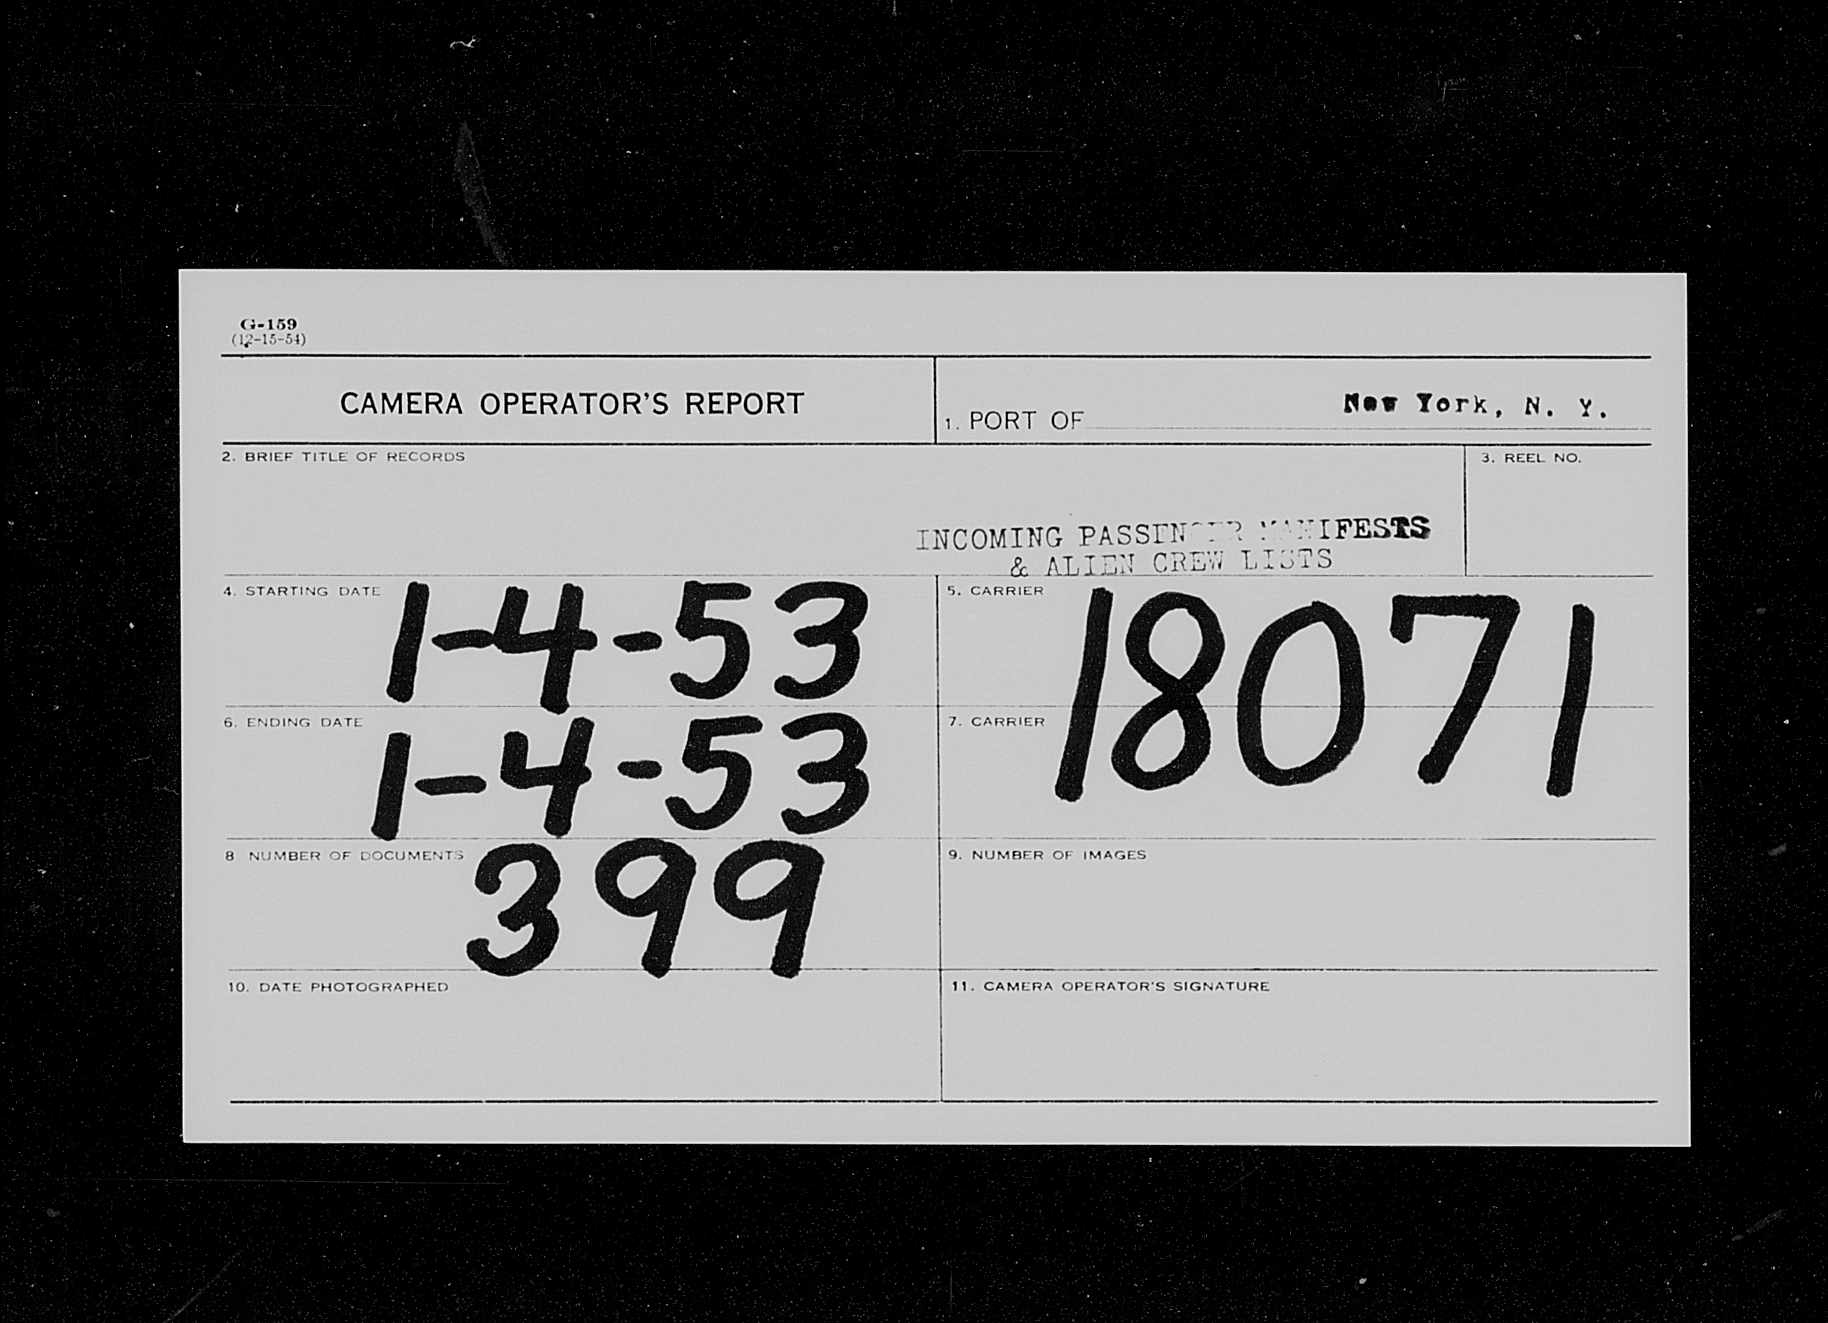 G-159
(12-15-54)
CAMERA OPERATOR'S REPORT
1. PORT OF New York, N. Y.
2. BRIEF TITLE OF RECORDS
3. REEL NO.
INCOMING PASSENGER MANIFESTS
& ALIEN CREW LISTS
4. STARTING DATE 1-4-53
5. CARRIER
18071
6. ENDING DATE 1-4-53
7. CARRIER
8 NUMBER OF DOCUMENTS 399
9. NUMBER OF IMAGES
10. DATE PHOTOGRAPHED
11. CAMERA OPERATOR'S SIGNATURE